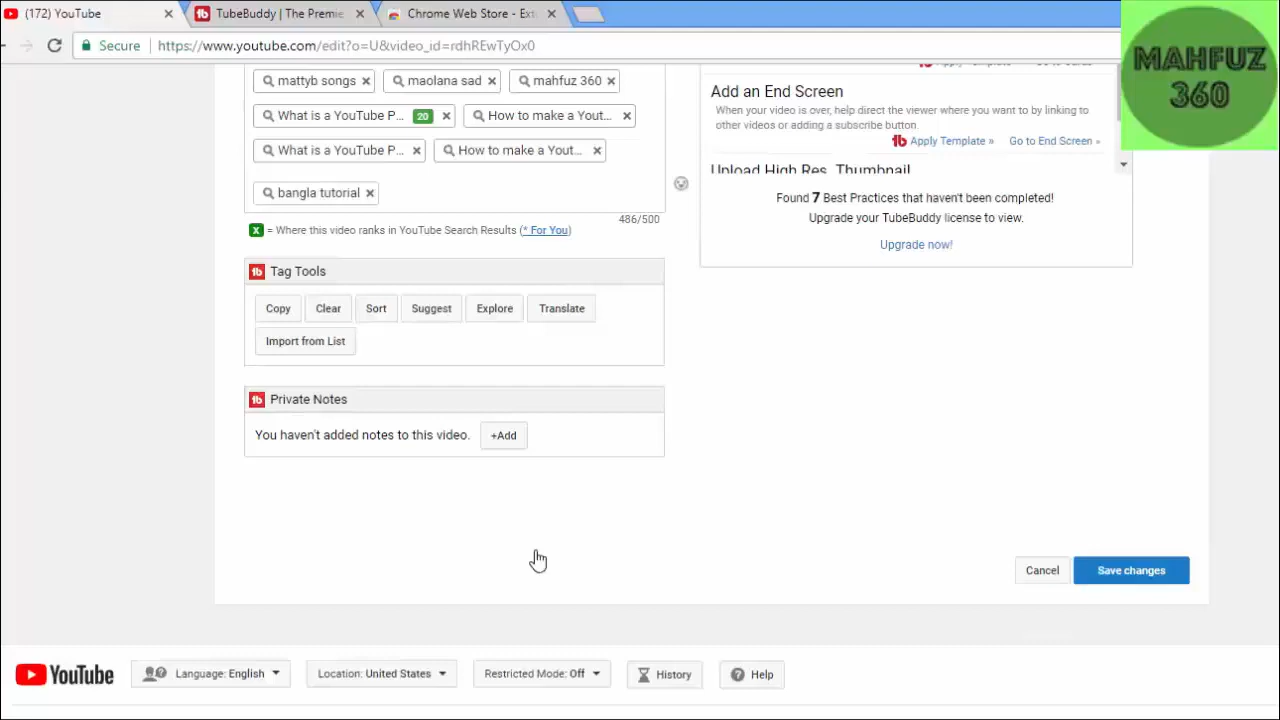 (172) YouTube
TubeBuddy | The Premie
Chrome Web Store - Ext
Secure
https://www.youtube.com/edit?o=U&video_id=rdhREwTyOx0
MAHFUZ
360
mattyb songs
maolana sad
mahfuz 360
What is a YouTube P... 20
How to make a Yout...
What is a YouTube P...
How to make a Yout...
bangla tutorial
486/500
x = Where this video ranks in YouTube Search Results (* For You)
Tag Tools
Copy Clear Sort Suggest Explore Translate
Import from List
Private Notes
You haven't added notes to this video. +Add
Add an End Screen
When your video is over, help direct the viewer where you want to by linking to
other videos or adding a subscribe button.
Apply Template » Go to End Screen »
Upload High Res. Thumbnail
Found 7 Best Practices that haven't been completed!
Upgrade your TubeBuddy license to view.
Upgrade now!
Cancel Save changes
YouTube
Language: English
Location: United States
Restricted Mode: Off
History
Help